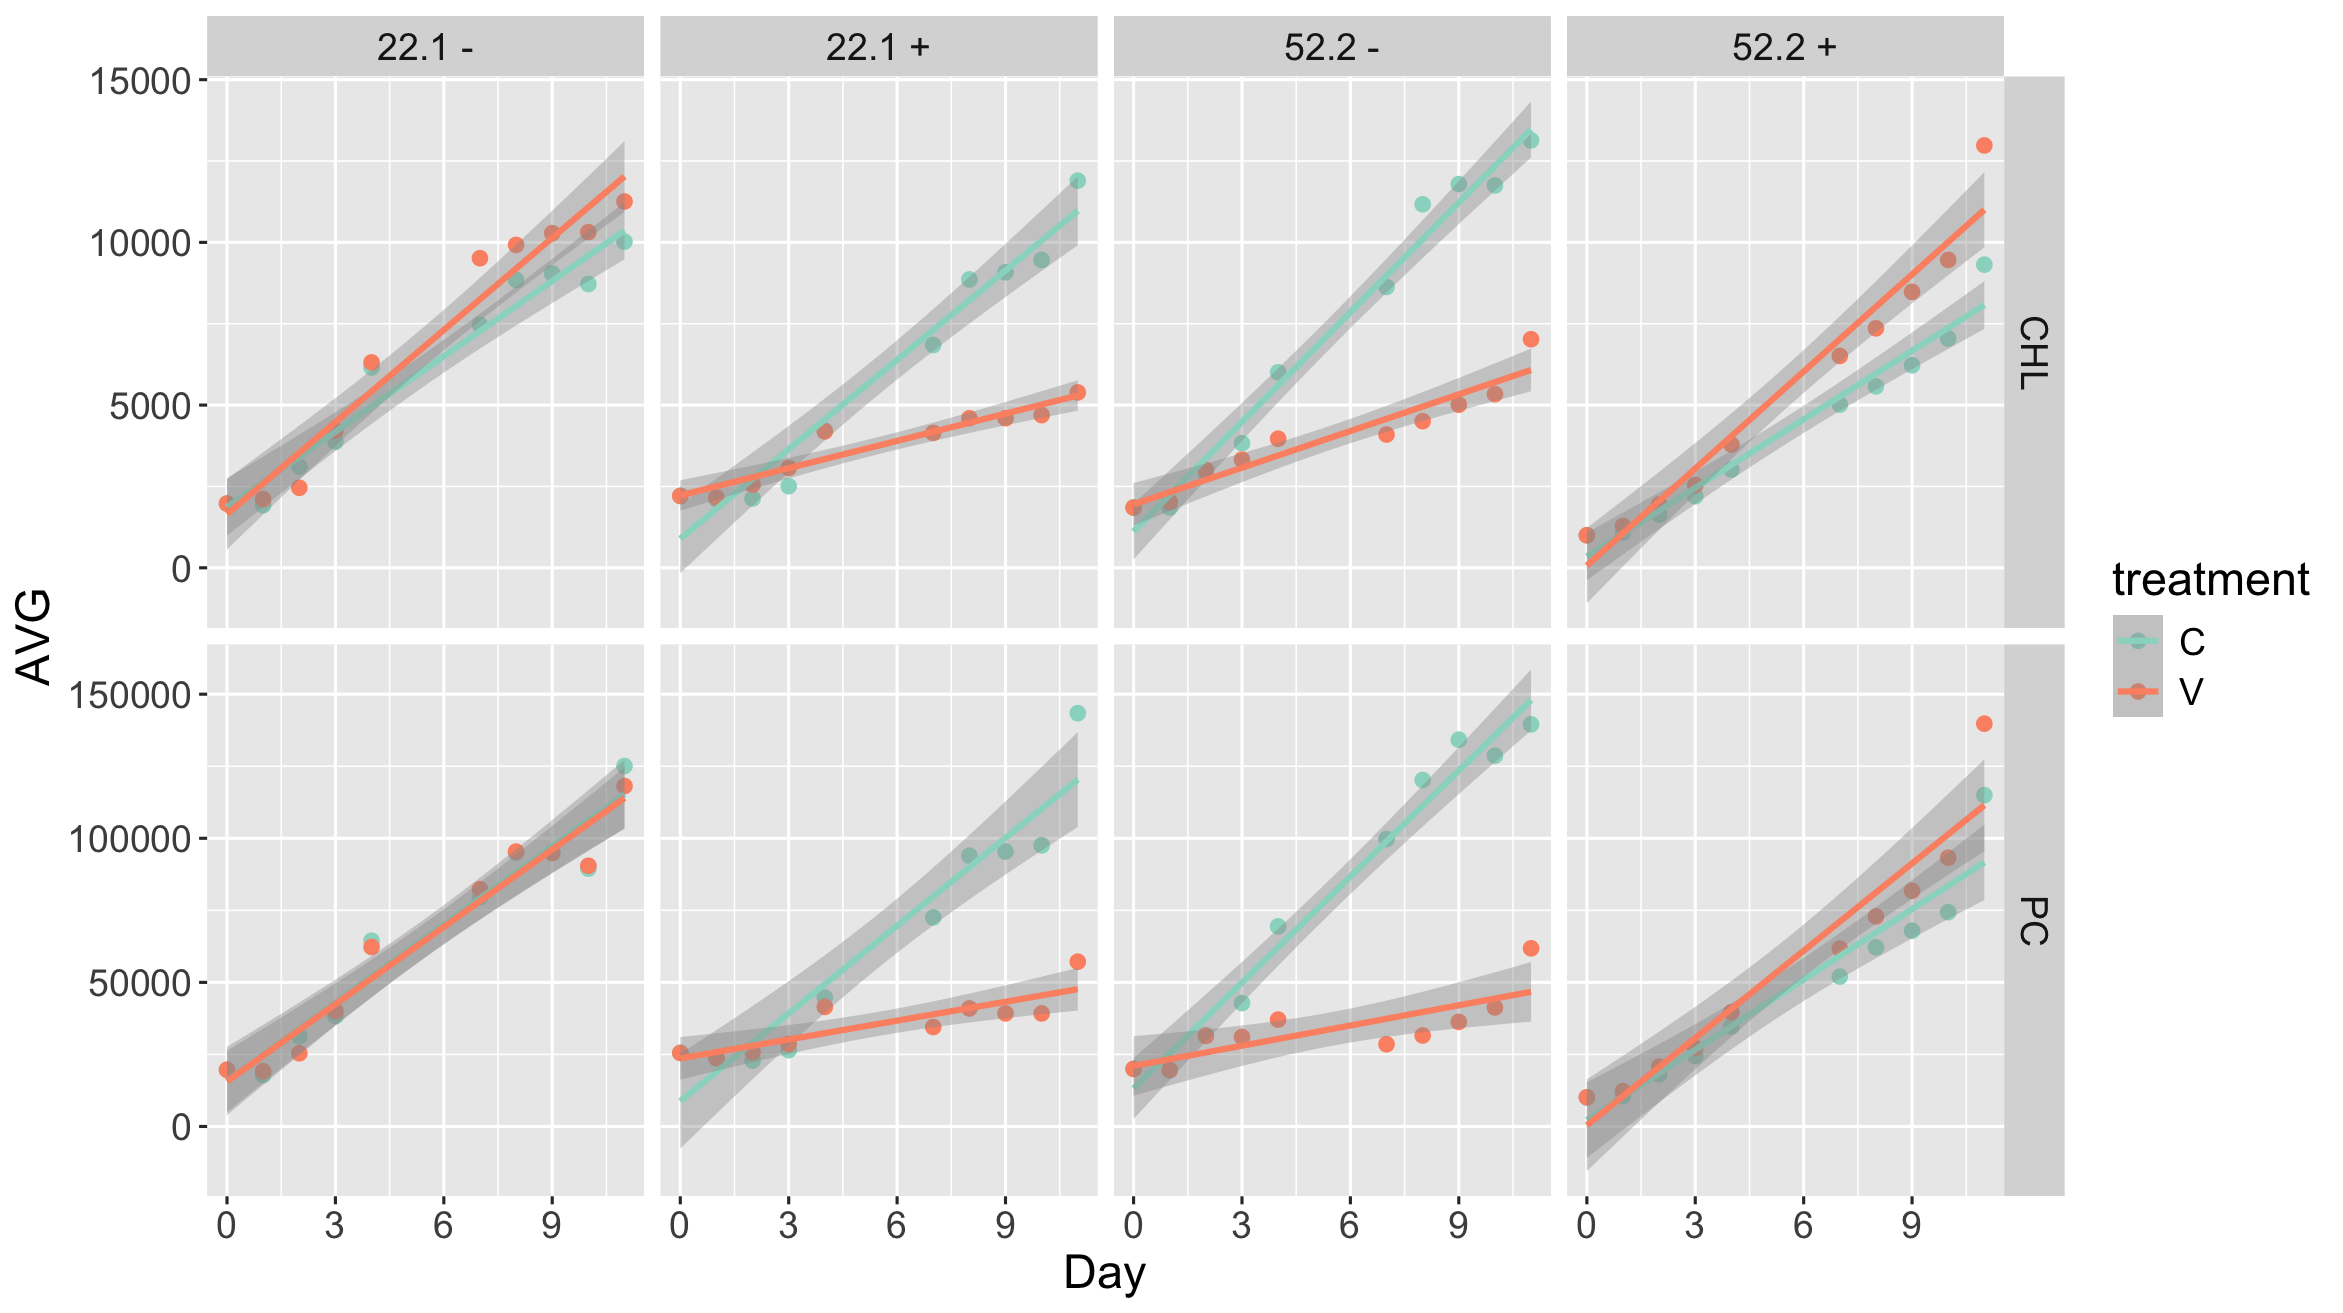 22.1 -
22.1 +
52.2 -
52.2 +
15000
10000
5000
0
CHL
AVG
150000
100000
50000
0
PC
0 3 6 9
0 3 6 9
0 3 6 9
0 3 6 9
Day
treatment
C
V